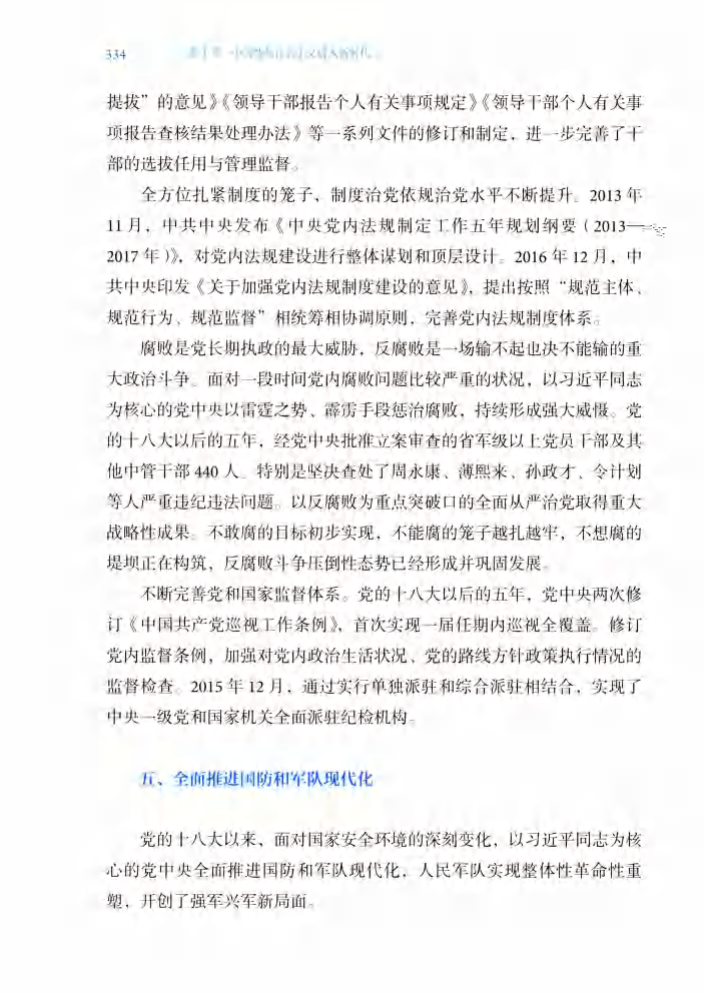 334
提拔”的意见》《领导干部报告个人有关事项规定》《领导干部个人有关事
项报告查核结果处理办法》等一系列文件的修订和制定，进一步完善了干
部的选拔任用与管理监督。
全方位扎紧制度的笼子，制度治党依规治党水平不断提升。2013 年
11 月，中共中央发布《中央党内法规制定工作五年规划纲要（2013—
2017 年）》，对党内法规建设进行整体谋划和顶层设计。2016 年 12 月，中
共中央印发《关于加强党内法规制度建设的意见》，提出按照“规范主体、
规范行为、规范监督”相统筹相协调原则，完善党内法规制度体系。
腐败是党长期执政的最大威胁，反腐败是一场输不起也决不能输的重
大政治斗争。面对一段时间党内腐败问题比较严重的状况，以习近平同志
为核心的党中央以雷霆之势、霹雳手段惩治腐败，持续形成强大威慑。党
的十八大以后的五年，经党中央批准立案审查的省军级以上党员干部及其
他中管干部 440 人。特别是坚决查处了周永康、薄熙来、孙政才、令计划
等人严重违纪违法问题。以反腐败为重点突破口的全面从严治党取得重大
战略性成果。不敢腐的目标初步实现，不能腐的笼子越扎越牢，不想腐的
堤坝正在构筑，反腐败斗争压倒性态势已经形成并巩固发展。
不断完善党和国家监督体系。党的十八大以后的五年，党中央两次修
订《中国共产党巡视工作条例》，首次实现一届任期内巡视全覆盖。修订
党内监督条例，加强对党内政治生活状况、党的路线方针政策执行情况的
监督检查。2015 年 12 月，通过实行单独派驻和综合派驻相结合，实现了
中央一级党和国家机关全面派驻纪检机构。
五、全面推进国防和军队现代化
党的十八大以来，面对国家安全环境的深刻变化，以习近平同志为核
心的党中央全面推进国防和军队现代化，人民军队实现整体性革命性重
塑，开创了强军兴军新局面。